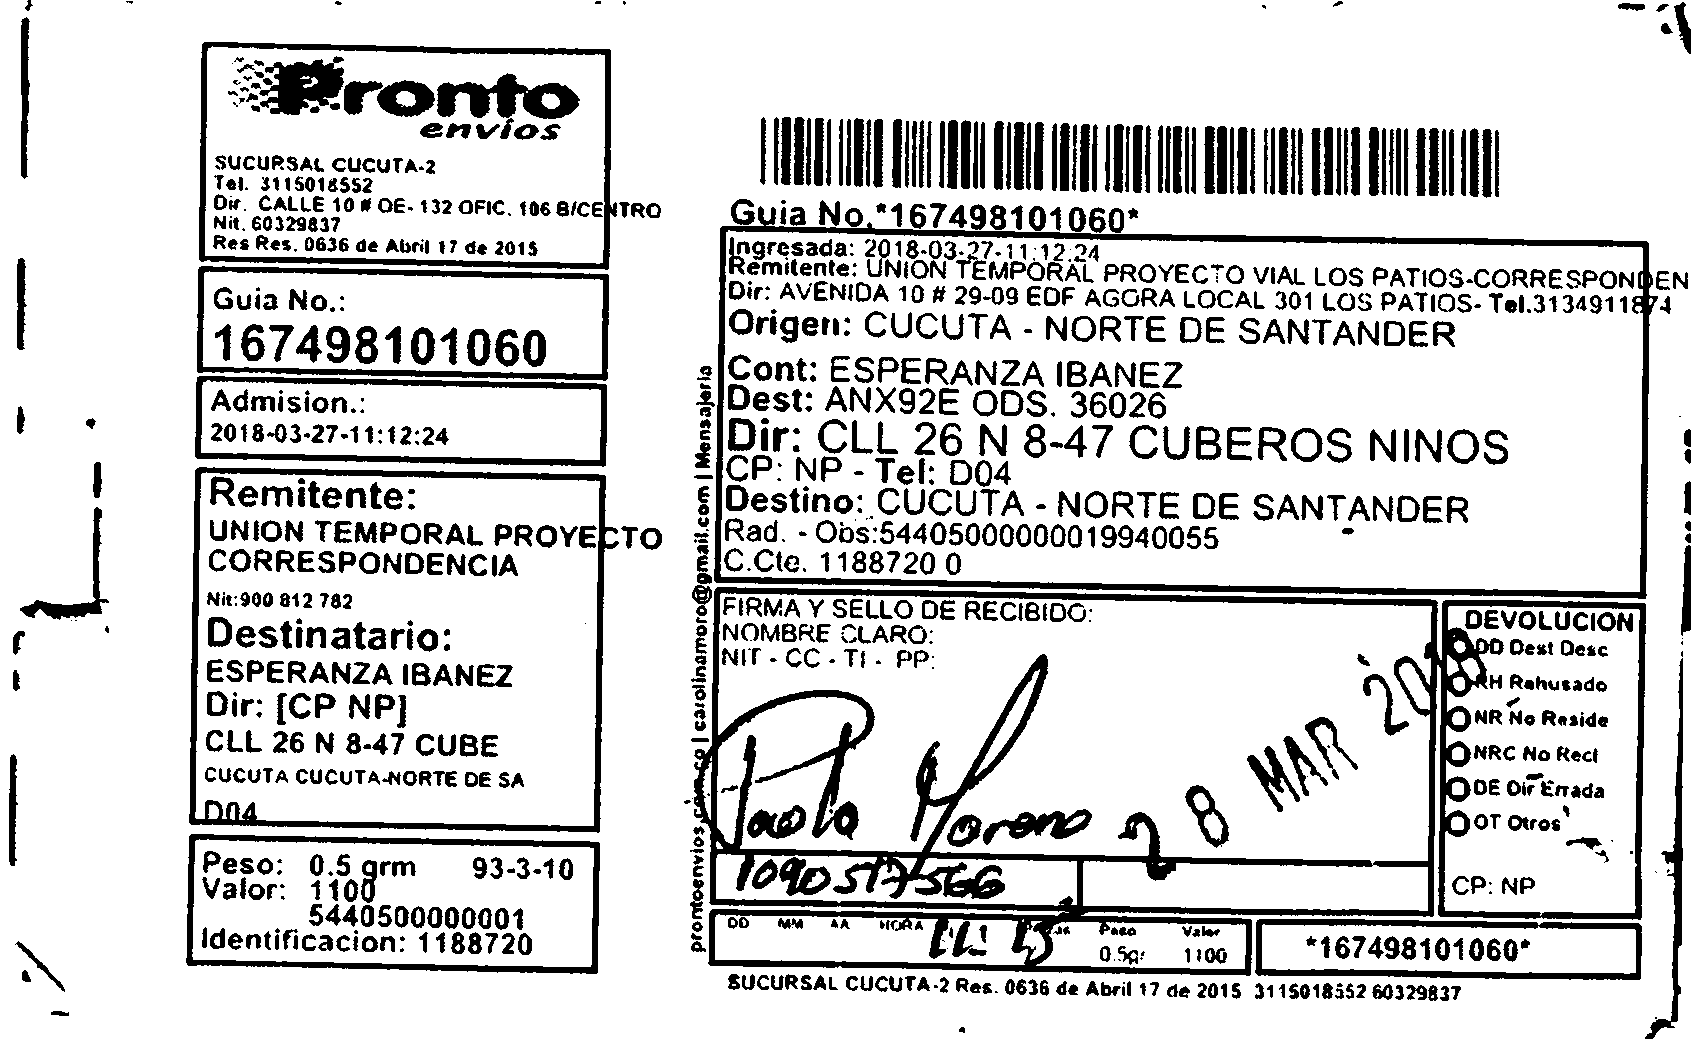 Pronto
envíos
SUCURSAL CUCUTA-2
Tel. 3115018552
Dir. CALLE 10 # OE- 132 OFIC. 106 B/CENTRO
Nit. 60329837
Res Res. 0636 de Abril 17 de 2015
Guia No.:
167498101060
Admision.:
2018-03-27-11:12:24
Remitente:
UNION TEMPORAL PROYECTO
CORRESPONDENCIA
Nit:900 812 782
Destinatario:
ESPERANZA IBANEZ
Dir: [CP NP]
CLL 26 N 8-47 CUBE
CUCUTA CUCUTA-NORTE DE SA
D04
Peso: 0.5 grm 93-3-10
Valor: 1100
5440500000001
Identificacion: 1188720
prontoenvios.com.co | carolinamoro@gmail.com | Mensajeria
Guia No.*167498101060*
Ingresada: 2018-03-27-11:12:24
Remitente: UNION TEMPORAL PROYECTO VIAL LOS PATIOS-CORRESPONDEN
Dir: AVENIDA 10 # 29-09 EDF AGORA LOCAL 301 LOS PATIOS- Tel.3134911874
Origen: CUCUTA - NORTE DE SANTANDER
Cont: ESPERANZA IBANEZ
Dest: ANX92E ODS. 36026
Dir: CLL 26 N 8-47 CUBEROS NINOS
CP: NP - Tel: D04
Destino: CUCUTA - NORTE DE SANTANDER
Rad. - Obs:54405000000019940055
C.Cte. 1188720 0
FIRMA Y SELLO DE RECIBIDO:
NOMBRE CLARO:
NIT - CC - TI - PP:
Paola Moreno
28 MAR 2018
1090517566
DD MM AA HORA Peso Valor
0.5gr 1100
DEVOLUCION
DD Dest Desc
RH Rehusado
NR No Reside
NRC No Recl
DE Dir Errada
OT Otros
CP: NP
*167498101060*
SUCURSAL CUCUTA-2 Res. 0636 de Abril 17 de 2015 3115018552 60329837